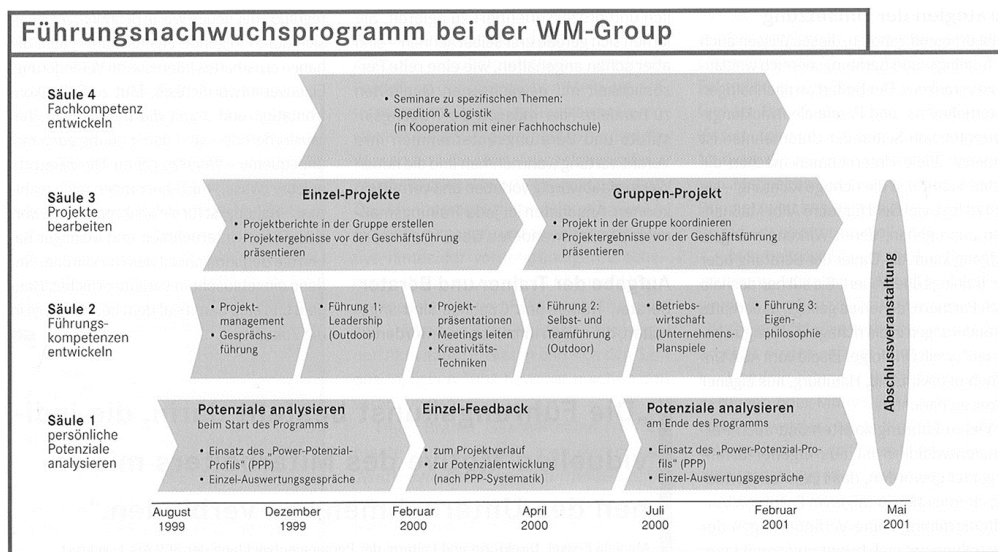 Führungsnachwuchsprogramm bei der WM-Group
Säule 4
Fachkompetenz
entwickeln
• Seminare zu spezifischen Themen:
Spedition & Logistik
(in Kooperation mit einer Fachhochschule)
Säule 3
Projekte
bearbeiten
Einzel-Projekte
• Projektberichte in der Gruppe erstellen
• Projektergebnisse vor der Geschäftsführung
präsentieren
Gruppen-Projekt
• Projekt in der Gruppe koordinieren
• Projektergebnisse vor der Geschäftsführung
präsentieren
Säule 2
Führungs-
kompetenzen
entwickeln
• Projekt-
management
• Gesprächs-
führung
• Führung 1:
Leadership
(Outdoor)
• Projekt-
präsentationen
• Meetings leiten
• Kreativitäts-
Techniken
• Führung 2:
Selbst- und
Teamführung
(Outdoor)
• Betriebs-
wirtschaft
(Unternehmens-
Planspiele
• Führung 3:
Eigen-
philosophie
Abschlussveranstaltung
Säule 1
persönliche
Potenziale
analysieren
Potenziale analysieren
beim Start des Programms
• Einsatz des „Power-Potenzial-
Profils“ (PPP)
• Einzel-Auswertungsgespräche
Einzel-Feedback
• zum Projektverlauf
• zur Potenzialentwicklung
(nach PPP-Systematik)
Potenziale analysieren
am Ende des Programms
• Einsatz des „Power-Potenzial-Pro-
fils“ (PPP)
• Einzel-Auswertungsgespräche
August
1999
Dezember
1999
Februar
2000
April
2000
Juli
2000
Februar
2001
Mai
2001